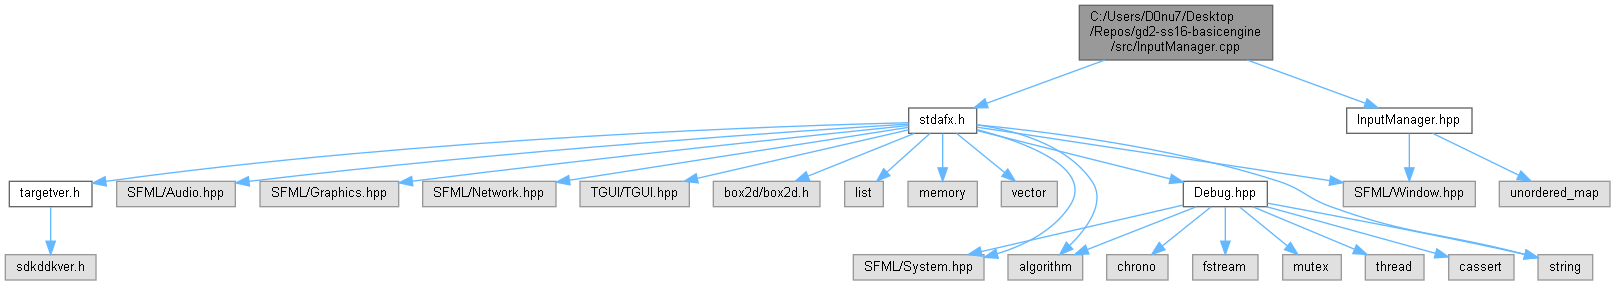 C:/Users/D0nu7/Desktop
/Repos/gd2-ss16-basicengine
/src/InputManager.cpp
stdafx.h
InputManager.hpp
targetver.h
SFML/Audio.hpp
SFML/Graphics.hpp
SFML/Network.hpp
TGUI/TGUI.hpp
box2d/box2d.h
list
memory
vector
Debug.hpp
SFML/Window.hpp
unordered_map
sdkddkver.h
SFML/System.hpp
algorithm
chrono
fstream
mutex
thread
cassert
string